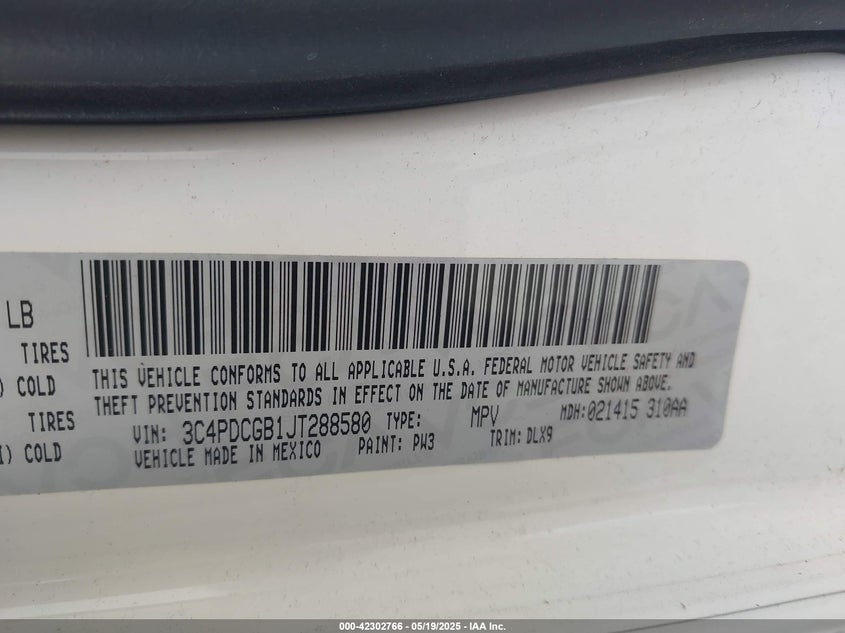 LB
TIRES
) COLD
TIRES
I) COLD
THIS VEHICLE CONFORMS TO ALL APPLICABLE U.S.A. FEDERAL MOTOR VEHICLE SAFETY AND
THEFT PREVENTION STANDARDS IN EFFECT ON THE DATE OF MANUFACTURE SHOWN ABOVE.
VIN: 3C4PDCGB1JT288580 TYPE: MPV MDH:021415 310AA
VEHICLE MADE IN MEXICO PAINT: PW3 TRIM: DLX9
000-42302766 - 05/19/2025 - IAA Inc.